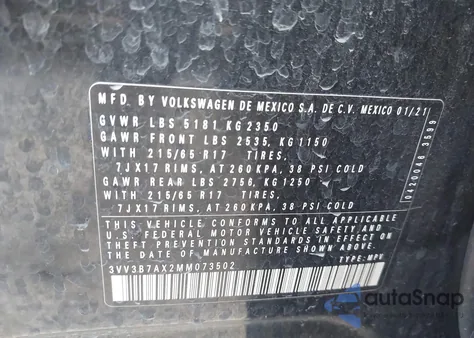 MFD. BY VOLKSWAGEN DE MEXICO S.A. DE C.V. MEXICO 01/21
GVWR LBS 5181 KG 2350
GAWR FRONT LBS 2535, KG 1150
WITH 215/65 R17 TIRES,
7JX17 RIMS, AT 260 KPA, 38 PSI COLD
GAWR REAR LBS 2756, KG 1250
WITH 215/65 R17 TIRES,
7JX17 RIMS, AT 260 KPA, 38 PSI COLD
THIS VEHICLE CONFORMS TO ALL APPLICABLE
U.S. FEDERAL MOTOR VEHICLE SAFETY AND
THEFT PREVENTION STANDARDS IN EFFECT ON
THE DATE OF MANUFACTURE SHOWN ABOVE.
3VV3B7AX2MM073502 TYPE: MPV
0420046 3599
autoSnap